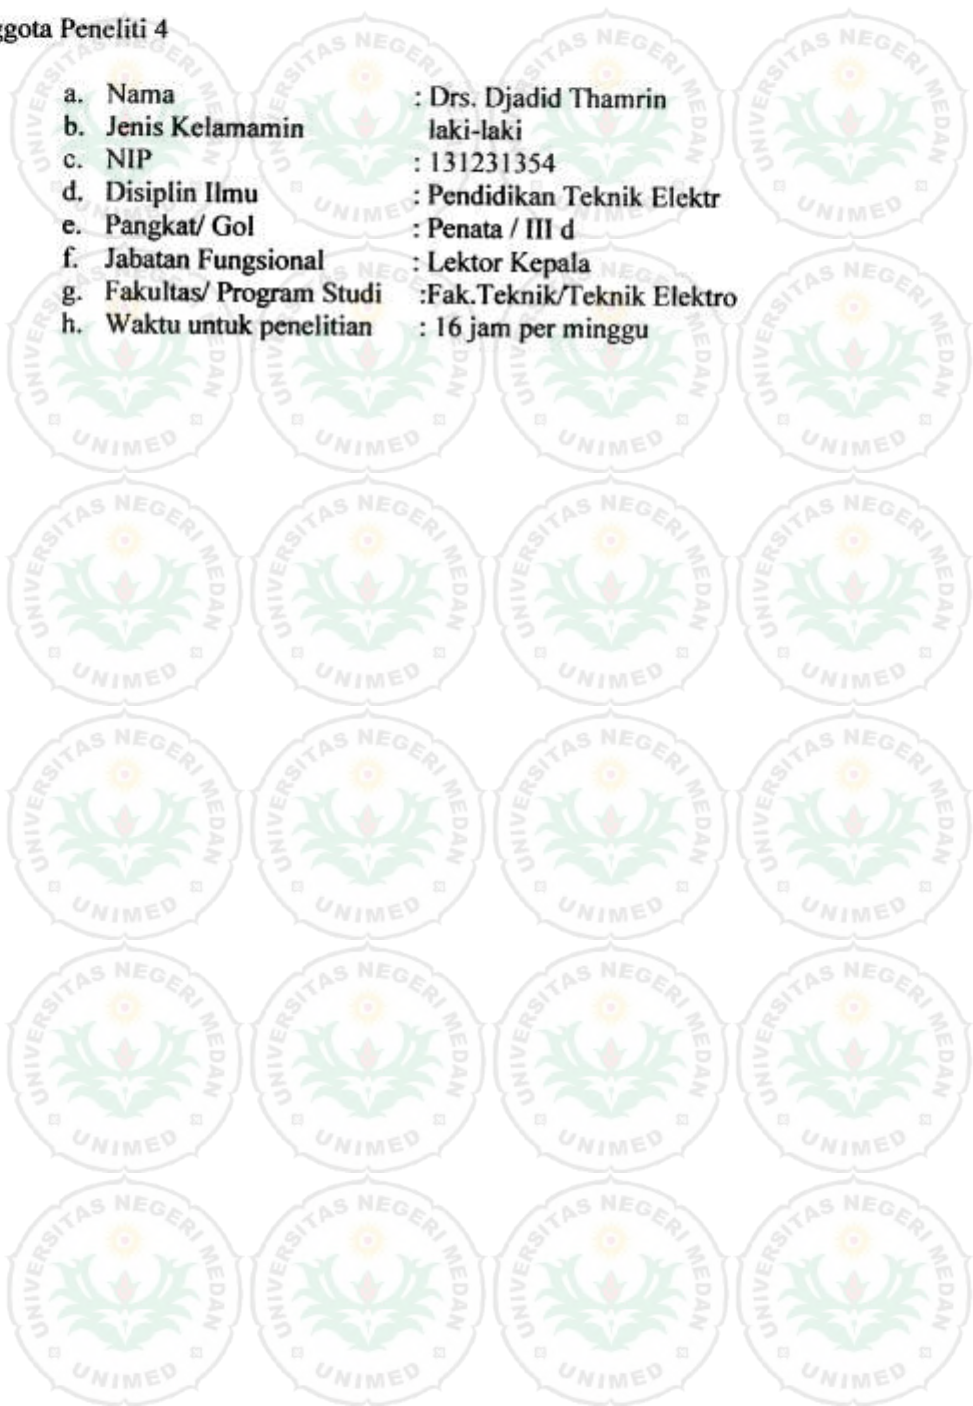 ggota Peneliti 4
a. Nama : Drs. Djadid Thamrin
b. Jenis Kelamamin laki-laki
c. NIP : 131231354
d. Disiplin Ilmu : Pendidikan Teknik Elektr
e. Pangkat/ Gol : Penata / III d
f. Jabatan Fungsional : Lektor Kepala
g. Fakultas/ Program Studi :Fak.Teknik/Teknik Elektro
h. Waktu untuk penelitian : 16 jam per minggu